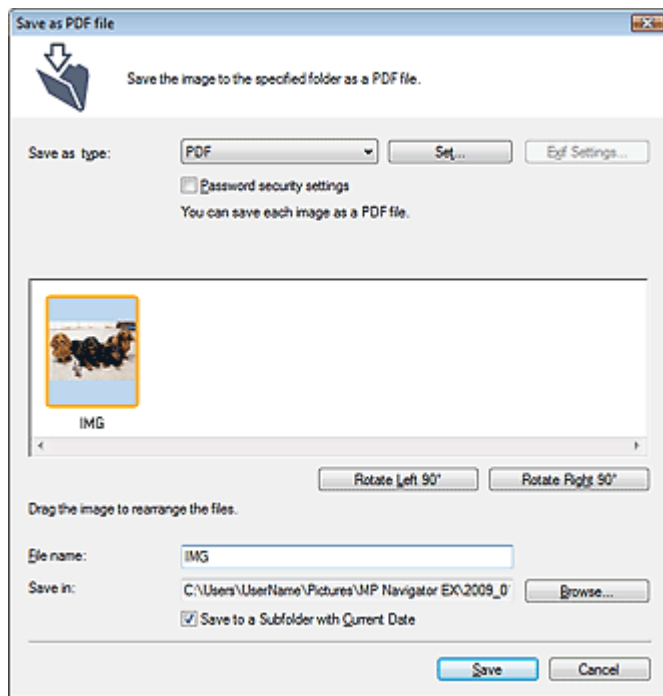 Save as PDF file
Save the image to the specified folder as a PDF file.
Save as type: PDF Set... Exif Settings...
Password security settings
You can save each image as a PDF file.
IMG
Rotate Left 90° Rotate Right 90°
Drag the image to rearrange the files.
File name: IMG
Save in: C:\Users\UserName\Pictures\MP Navigator EX\2009_0 Browse...
Save to a Subfolder with Current Date
Save Cancel